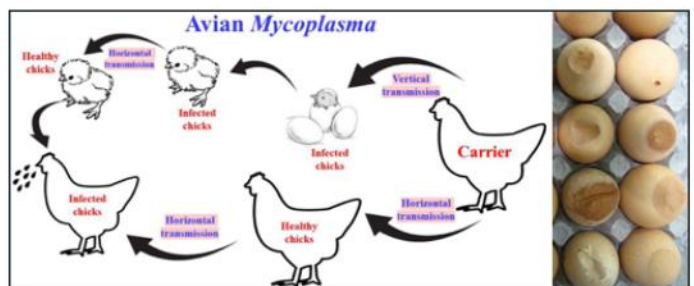 Avian Mycoplasma
Healthy
chicks
Horizontal
transmission
Infected
chicks
Infected
chicks
Vertical
transmission
Carrier
Infected
chicks
Horizontal
transmission
Healthy
chicks
Horizontal
transmission